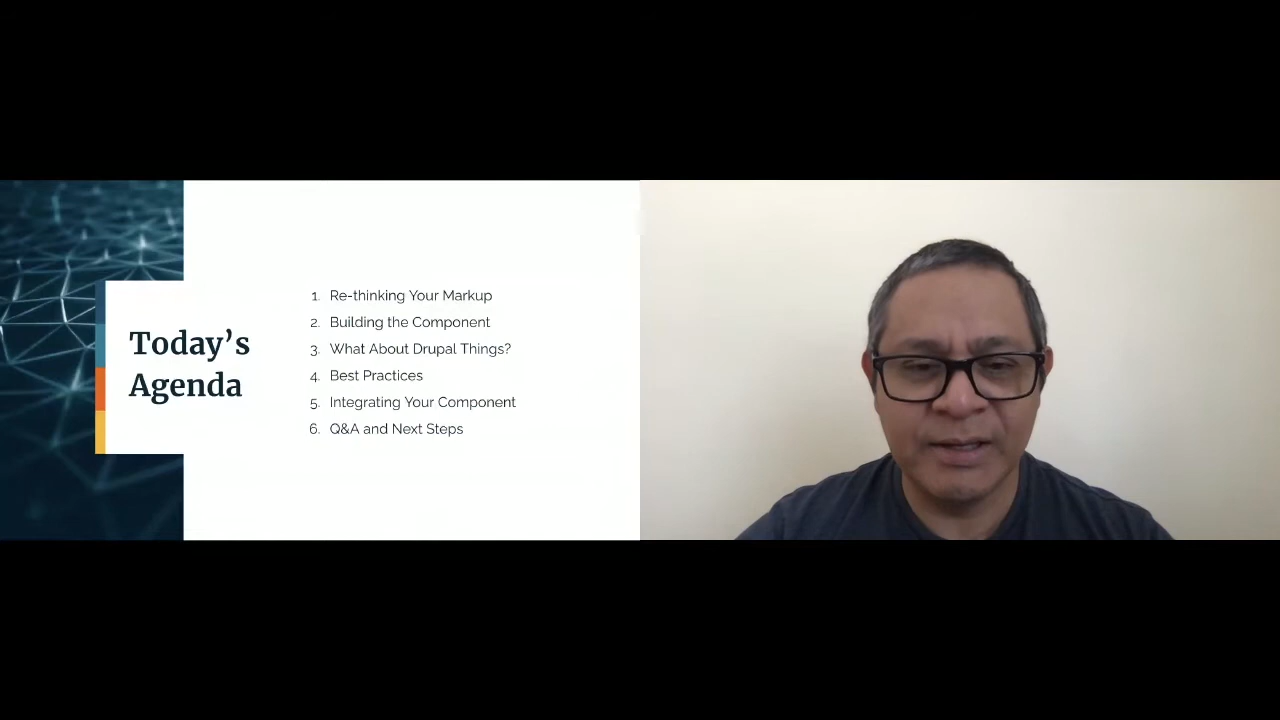 Today’s
Agenda
1. Re-thinking Your Markup
2. Building the Component
3. What About Drupal Things?
4. Best Practices
5. Integrating Your Component
6. Q&A and Next Steps